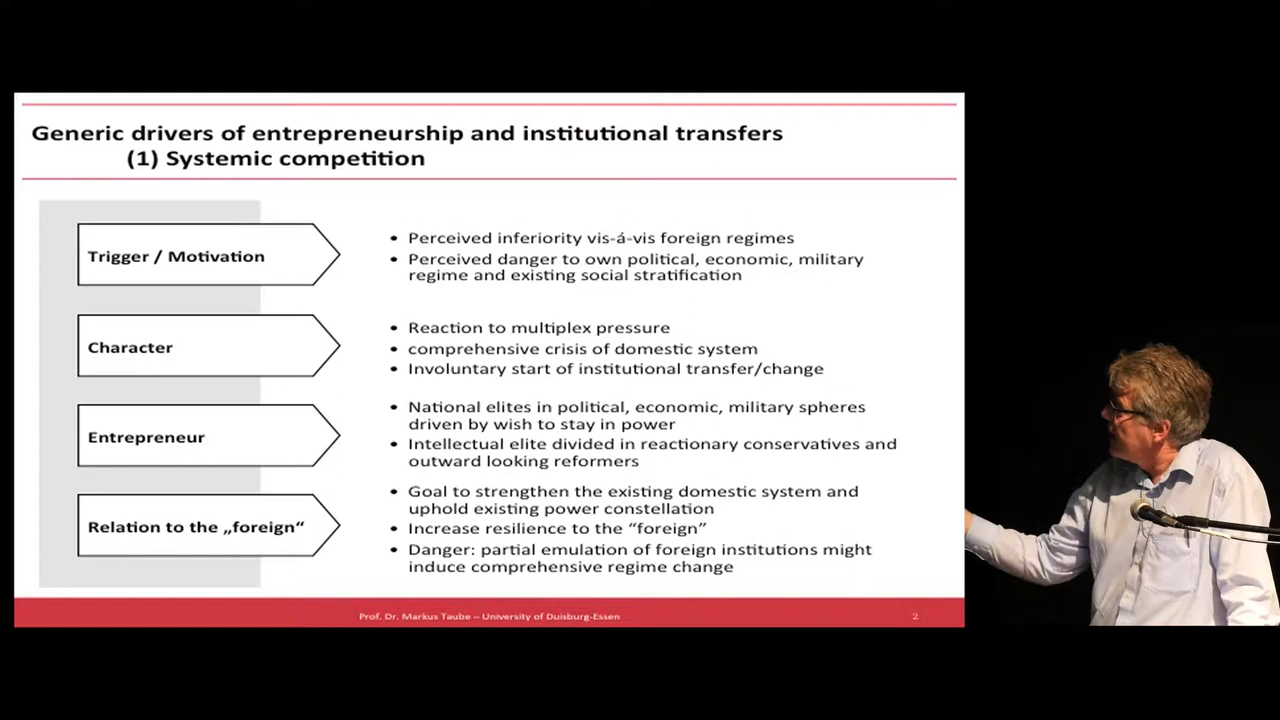 Generic drivers of entrepreneurship and institutional transfers
(1) Systemic competition
Trigger / Motivation
• Perceived inferiority vis-á-vis foreign regimes
• Perceived danger to own political, economic, military
regime and existing social stratification
Character
• Reaction to multiplex pressure
• comprehensive crisis of domestic system
• Involuntary start of institutional transfer/change
Entrepreneur
• National elites in political, economic, military spheres
driven by wish to stay in power
• Intellectual elite divided in reactionary conservatives and
outward looking reformers
Relation to the „foreign“
• Goal to strengthen the existing domestic system and
uphold existing power constellation
• Increase resilience to the “foreign”
• Danger: partial emulation of foreign institutions might
induce comprehensive regime change
Prof. Dr. Markus Taube – University of Duisburg-Essen
2